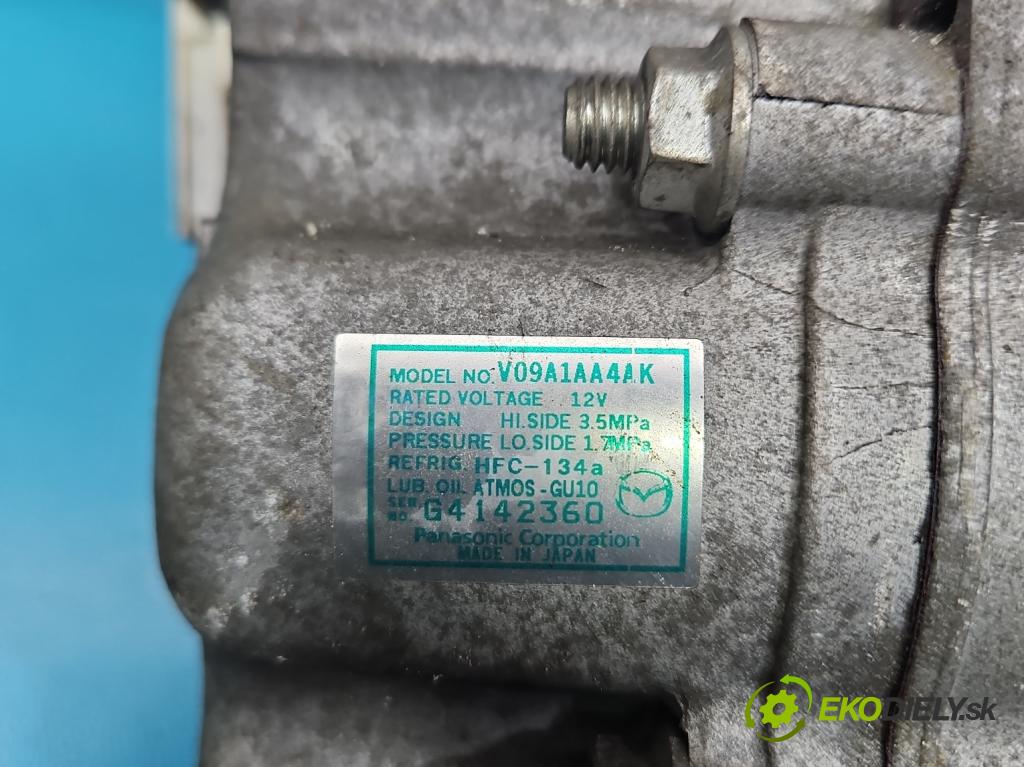 MODEL NO. V09A1AA4AK
RATED VOLTAGE 12V
DESIGN HI.SIDE 3.5MPa
PRESSURE LO.SIDE 1.7MPa
REFRIG. HFC-134a
LUB. OIL ATMOS-GU10
SER. NO. G4142360
Panasonic Corporation
MADE IN JAPAN
EKODIELY.sk